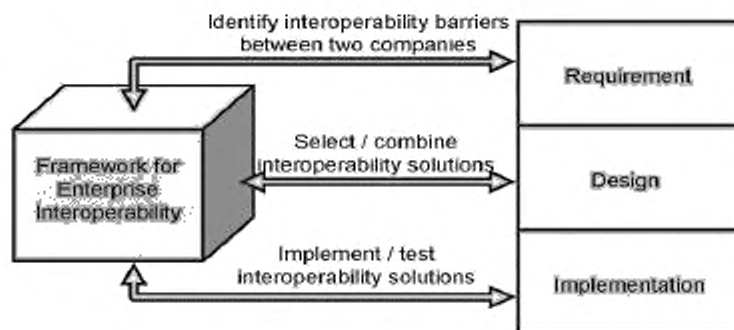 Identify interoperability barriers
between two companies
Requirement
Select / combine
interoperability solutions
Framework for
Enterprise
Interoperability
Design
Implement / test
interoperability solutions
Implementation